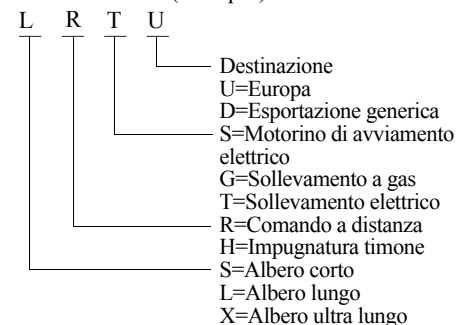 L R T U
Destinazione
U=Europa
D=Esportazione generica
S=Motorino di avviamento
elettrico
G=Sollevamento a gas
T=Sollevamento elettrico
R=Comando a distanza
H=Impugnatura timone
S=Albero corto
L=Albero lungo
X=Albero ultra lungo